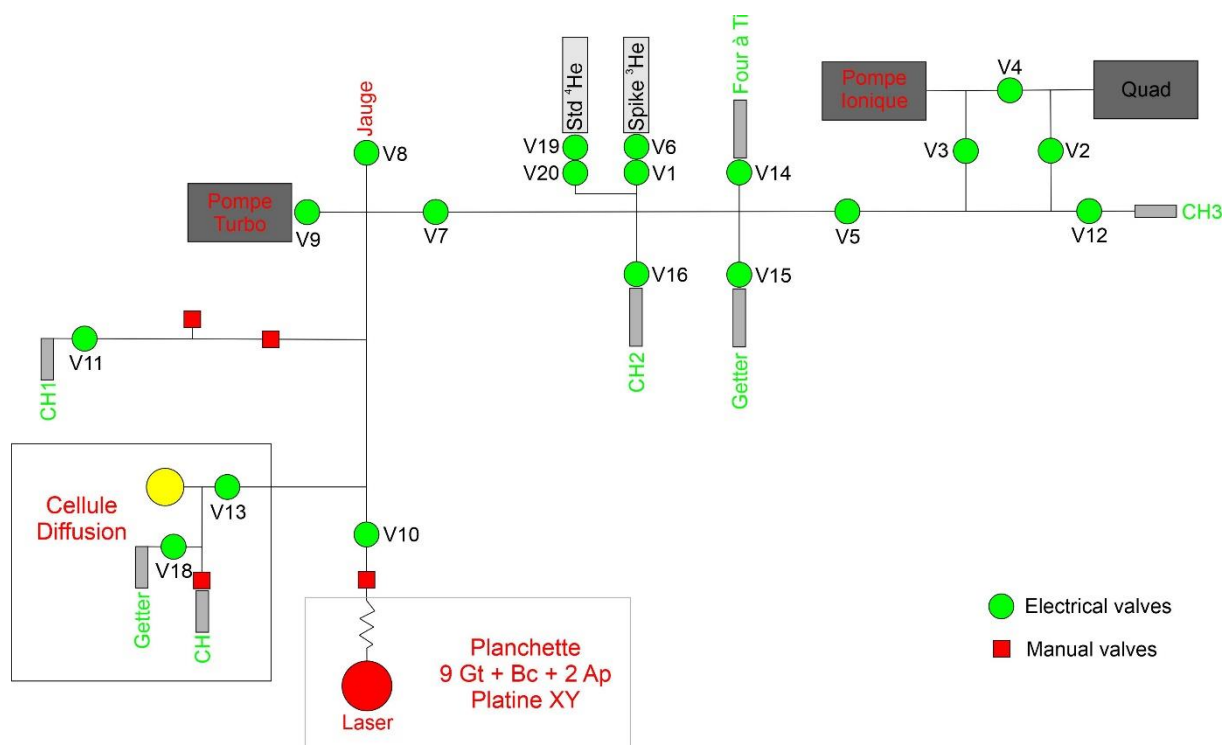 Four à Ti
Std ⁴He
Spike ³He
Pompe
Ionique
V4
Quad
Jauge
V8
V19
V6
V20
V1
V14
V3
V2
Pompe
Turbo
V9
V7
V5
V12
CH3
V16
V15
V11
CH1
CH2
Getter
Cellule
Diffusion
V13
V10
V18
Getter
CH
Planchette
9 Gt + Bc + 2 Ap
Platine XY
Laser
Electrical valves
Manual valves